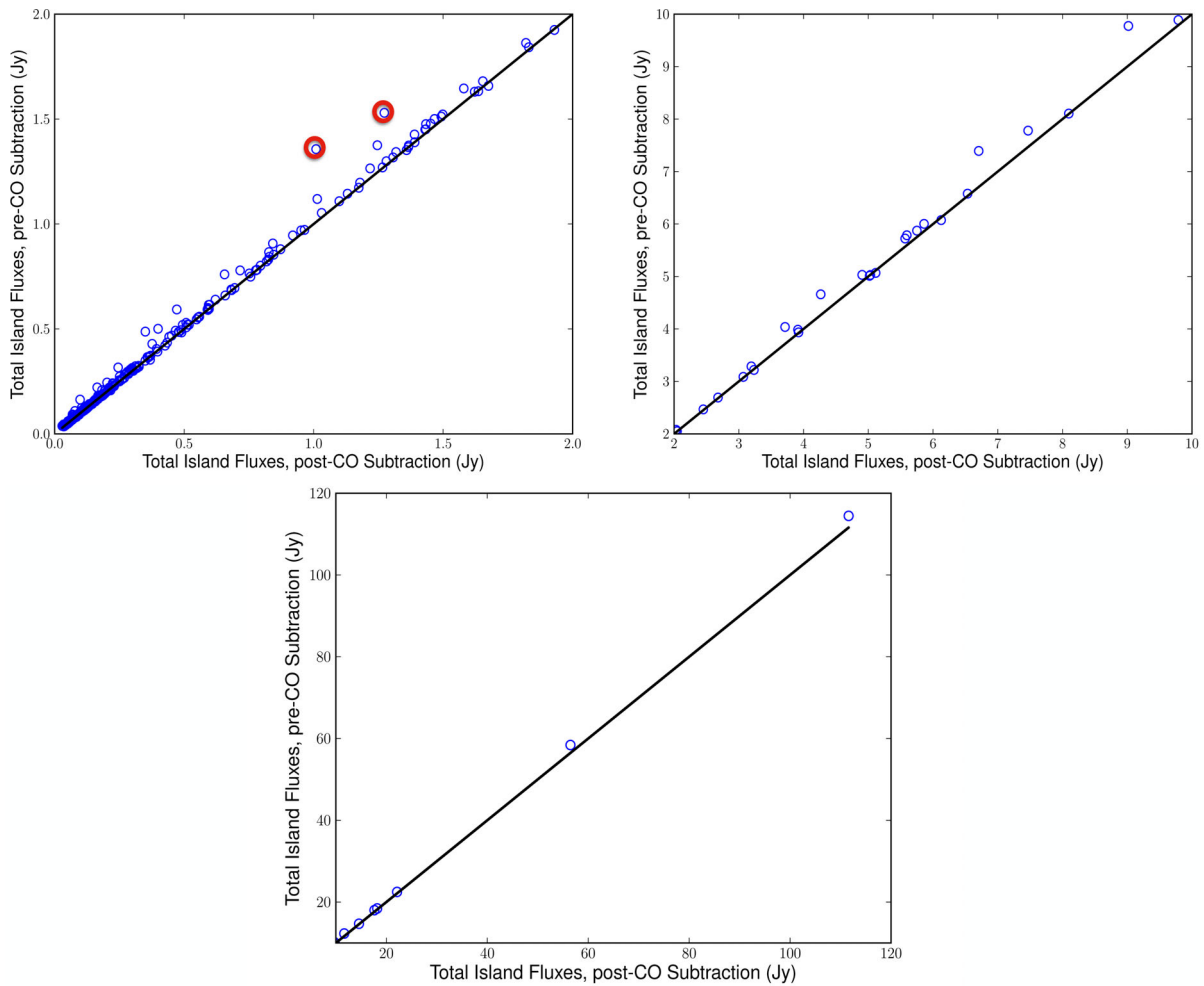 2.0
1.5
1.0
0.5
0.0
Total Island Fluxes, pre-CO Subtraction (Jy)
0.0 0.5 1.0 1.5 2.0
Total Island Fluxes, post-CO Subtraction (Jy)
10
9
8
7
6
5
4
3
2
Total Island Fluxes, pre-CO Subtraction (Jy)
2 3 4 5 6 7 8 9 10
Total Island Fluxes, post-CO Subtraction (Jy)
120
100
80
60
40
20
Total Island Fluxes, pre-CO Subtraction (Jy)
20 40 60 80 100 120
Total Island Fluxes, post-CO Subtraction (Jy)